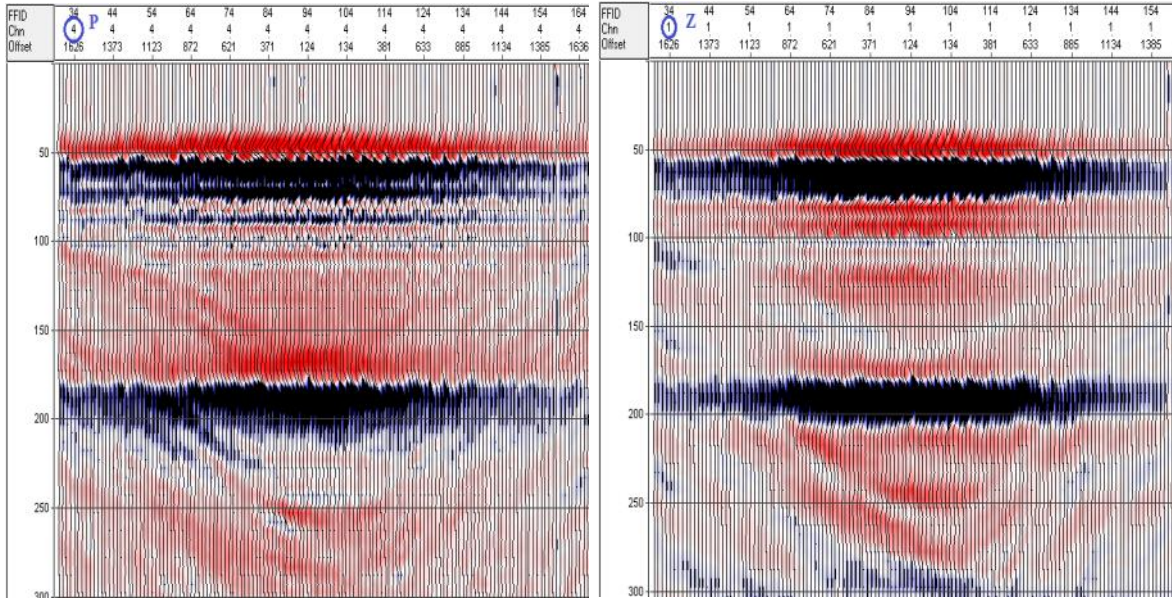 FFID 34 44 54 64 74 84 94 104 114 124 134 144 154 164
Chn 4 4 4 4 4 4 4 4 4 4 4 4 4 4
Offset 1626 1373 1123 872 621 371 124 134 381 633 885 1134 1385 1636
P
50
100
150
200
250
300
FFID 34 44 54 64 74 84 94 104 114 124 134 144 154
Chn 1 1 1 1 1 1 1 1 1 1 1 1 1
Offset 1626 1373 1123 872 621 371 124 134 381 633 885 1134 1385
Z
50
100
150
200
250
300